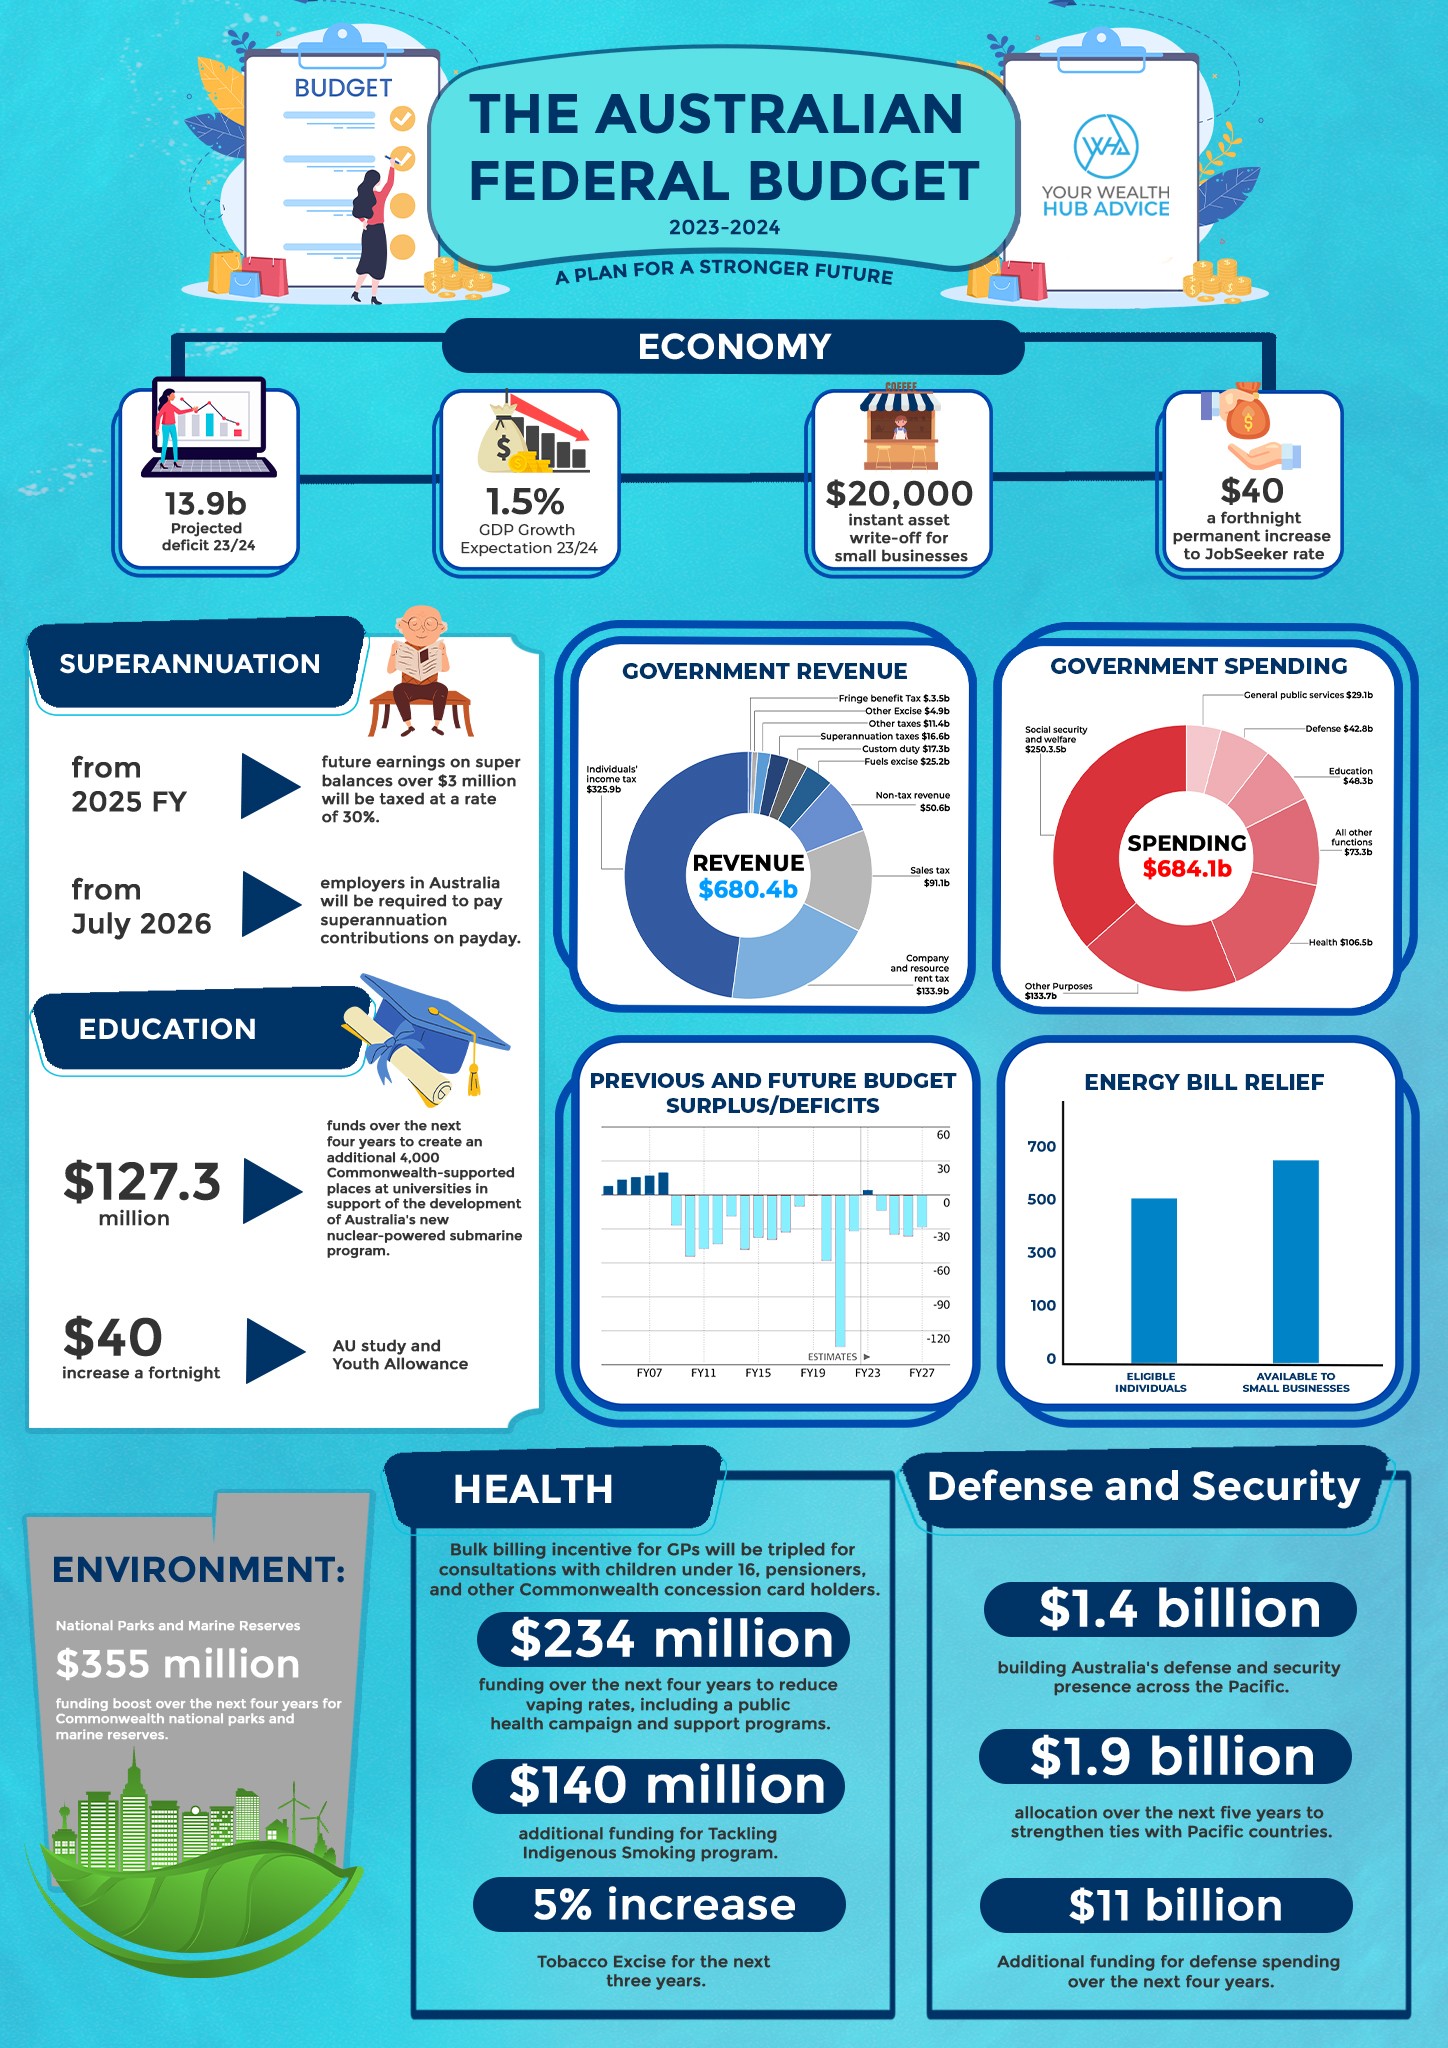 BUDGET
THE AUSTRALIAN
FEDERAL BUDGET
2023-2024
A PLAN FOR A STRONGER FUTURE
WHA
YOUR WEALTH
HUB ADVICE
ECONOMY
13.9b
Projected
deficit 23/24
$
1.5%
GDP Growth
Expectation 23/24
COFFEE
$20,000
instant asset
write-off for
small businesses
$
$40
a forthnight
permanent increase
to JobSeeker rate
SUPERANNUATION
from
2025 FY
future earnings on super
balances over $3 million
will be taxed at a rate
of 30%.
from
July 2026
employers in Australia
will be required to pay
superannuation
contributions on payday.
EDUCATION
$127.3
million
funds over the next
four years to create an
additional 4,000
Commonwealth-supported
places at universities in
support of the development
of Australia's new
nuclear-powered submarine
program.
$40
increase a fortnight
AU study and
Youth Allowance
GOVERNMENT REVENUE
Fringe benefit Tax $.3.5b
Other Excise $4.9b
Other taxes $11.4b
Superannuation taxes $16.6b
Custom duty $17.3b
Fuels excise $25.2b
Individuals'
income tax
$325.9b
Non-tax revenue
$50.6b
REVENUE
$680.4b
Sales tax
$91.1b
Company
and resource
rent tax
$133.9b
GOVERNMENT SPENDING
General public services $29.1b
Social security
and welfare
$250.3.5b
Defense $42.8b
Education
$48.3b
All other
functions
$73.3b
SPENDING
$684.1b
Health $106.5b
Other Purposes
$133.7b
PREVIOUS AND FUTURE BUDGET
SURPLUS/DEFICITS
60
30
0
-30
-60
-90
-120
ESTIMATES
FY07 FY11 FY15 FY19 FY23 FY27
ENERGY BILL RELIEF
700
500
300
100
0
ELIGIBLE
INDIVIDUALS
AVAILABLE TO
SMALL BUSINESSES
ENVIRONMENT:
National Parks and Marine Reserves
$355 million
funding boost over the next four years for
Commonwealth national parks and
marine reserves.
HEALTH
Bulk billing incentive for GPs will be tripled for
consultations with children under 16, pensioners,
and other Commonwealth concession card holders.
$234 million
funding over the next four years to reduce
vaping rates, including a public
health campaign and support programs.
$140 million
additional funding for Tackling
Indigenous Smoking program.
5% increase
Tobacco Excise for the next
three years.
Defense and Security
$1.4 billion
building Australia's defense and security
presence across the Pacific.
$1.9 billion
allocation over the next five years to
strengthen ties with Pacific countries.
$11 billion
Additional funding for defense spending
over the next four years.